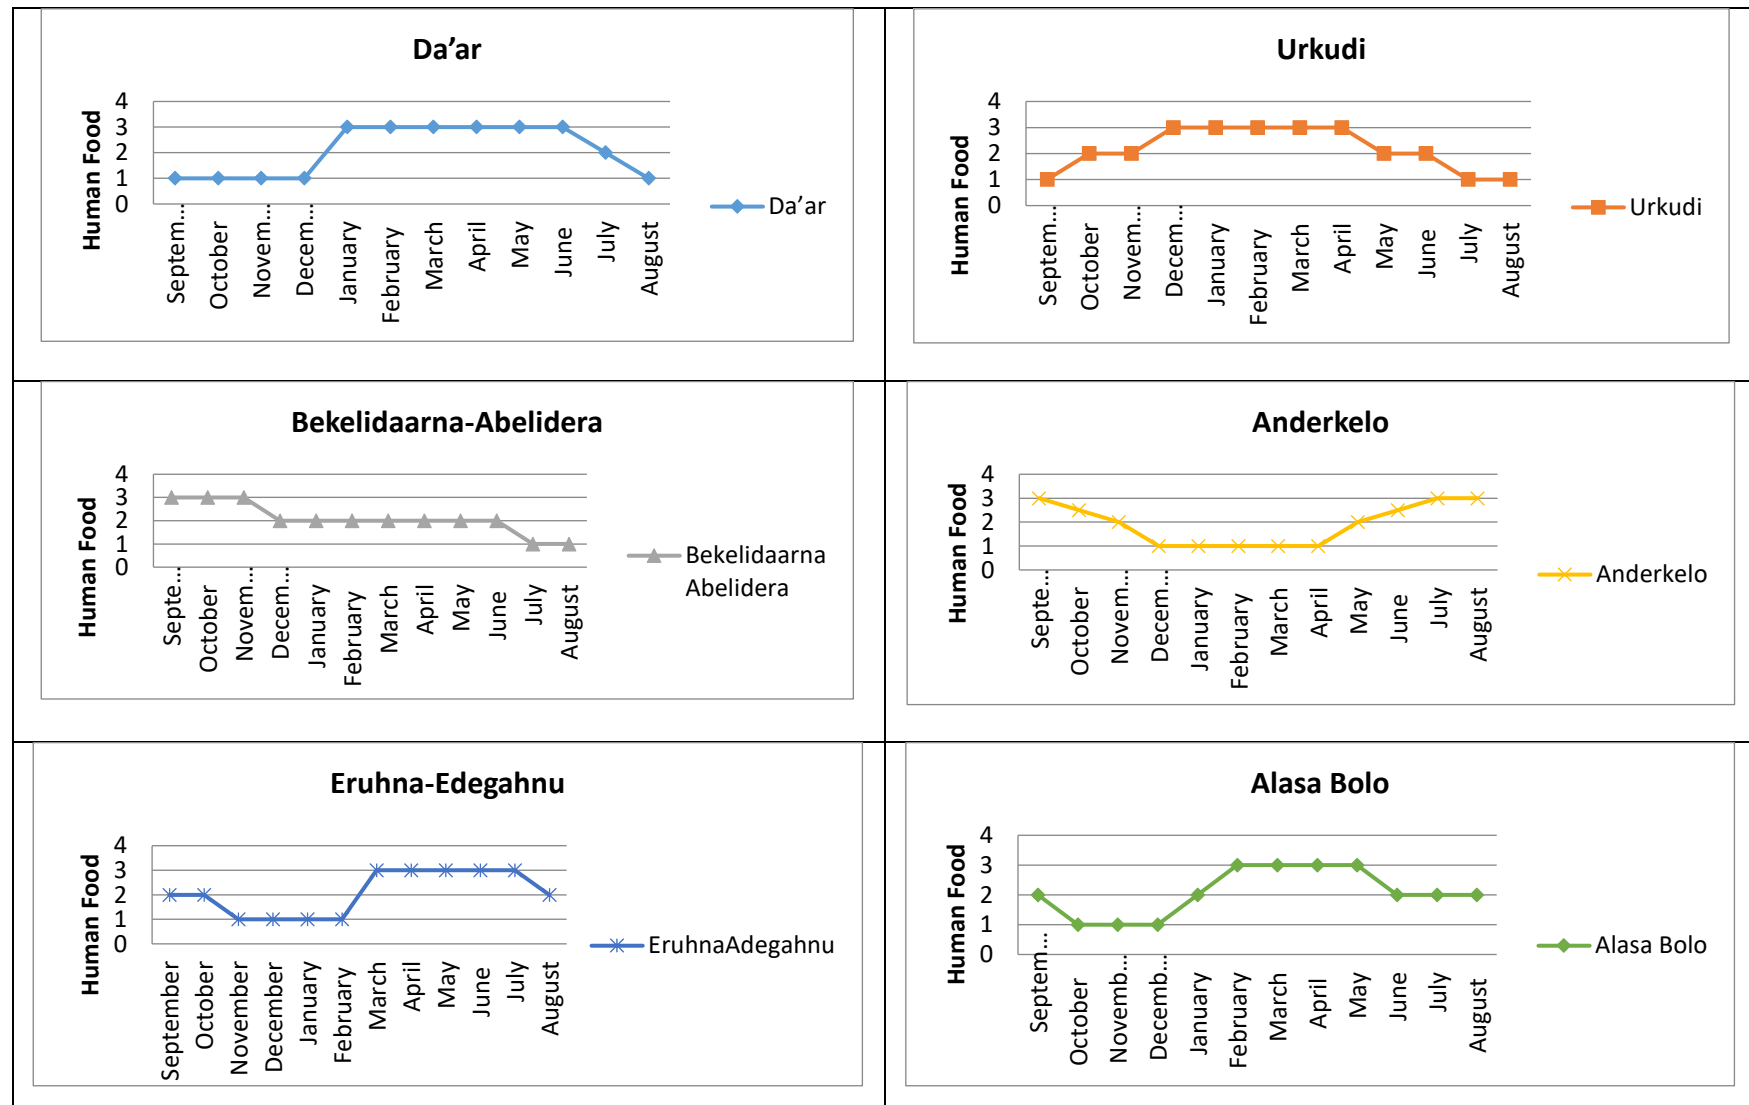 Da’ar
Human Food
4
3
2
1
0
Septem...
October
Novem...
Decem...
January
February
March
April
May
June
July
August
Da’ar
Urkudi
Human Food
4
3
2
1
0
Septem...
October
Novem...
Decem...
January
February
March
April
May
June
July
August
Urkudi
Bekelidaarna-Abelidera
Human Food
4
3
2
1
0
Septe...
October
Novem...
Decem...
January
February
March
April
May
June
July
August
Bekelidaarna
Abelidera
Anderkelo
Human Food
4
3
2
1
0
Septe...
October
Novem...
Decem...
January
February
March
April
May
June
July
August
Anderkelo
Eruhna-Edegahnu
Human Food
4
3
2
1
0
September
October
November
December
January
February
March
April
May
June
July
August
EruhnaAdegahnu
Alasa Bolo
Human Food
4
3
2
1
0
Septem...
October
Novemb...
Decemb...
January
February
March
April
May
June
July
August
Alasa Bolo